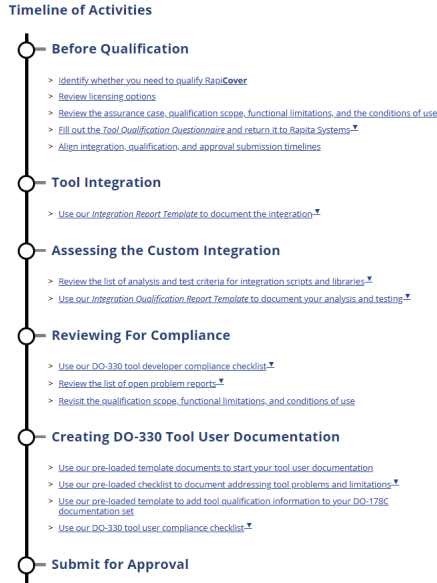 Timeline of Activities
Before Qualification
> Identify whether you need to qualify RapiCover
> Review licensing options
> Review the assurance case, qualification scope, functional limitations, and the conditions of use
> Fill out the Tool Qualification Questionnaire and return it to Rapita Systems ▼
> Align integration, qualification, and approval submission timelines
Tool Integration
> Use our Integration Report Template to document the integration ▼
Assessing the Custom Integration
> Review the list of analysis and test criteria for integration scripts and libraries ▼
> Use our Integration Qualification Report Template to document your analysis and testing ▼
Reviewing For Compliance
> Use our DO-330 tool developer compliance checklist ▼
> Review the list of open problem reports ▼
> Revisit the qualification scope, functional limitations, and conditions of use
Creating DO-330 Tool User Documentation
> Use our pre-loaded template documents to start your tool user documentation
> Use our pre-loaded checklist to document addressing tool problems and limitations ▼
> Use our pre-loaded template to add tool qualification information to your DO-178C
documentation set
> Use our DO-330 tool user compliance checklist ▼
Submit for Approval